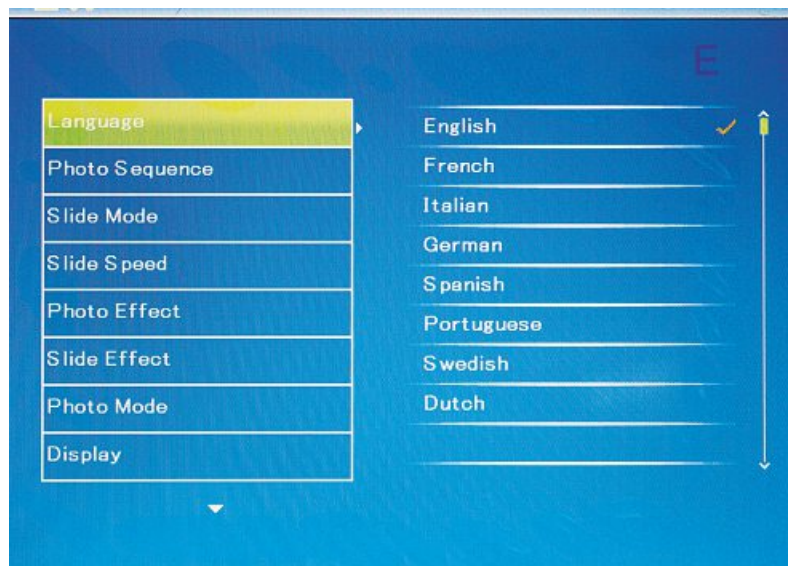 E
Language
Photo Sequence
Slide Mode
Slide Speed
Photo Effect
Slide Effect
Photo Mode
Display
English
French
Italian
German
Spanish
Portuguese
Swedish
Dutch